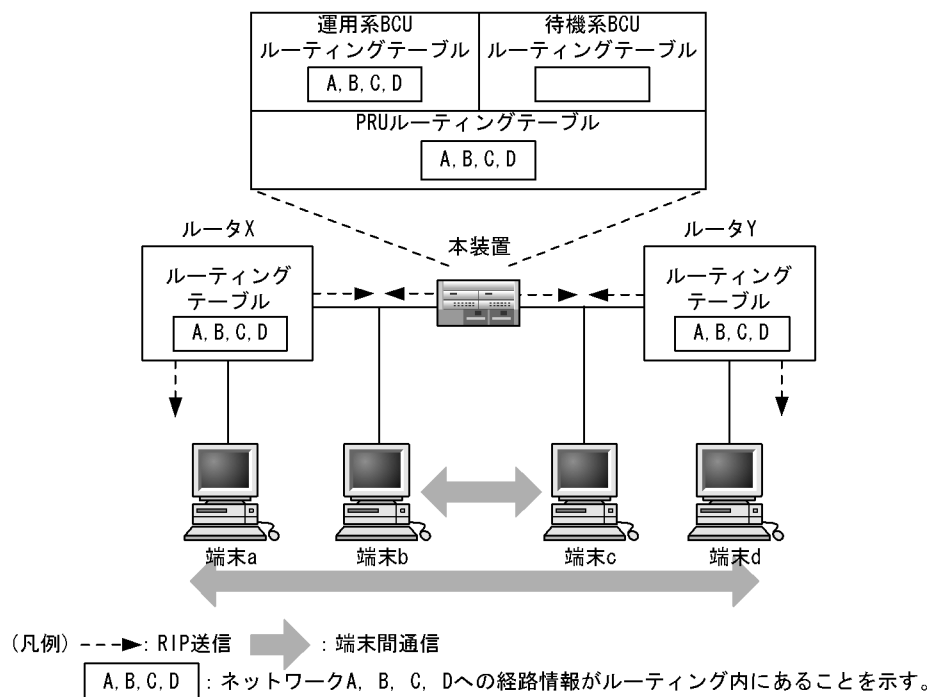 運用系BCU
ルーティングテーブル
A, B, C, D
待機系BCU
ルーティングテーブル
PRUルーティングテーブル
A, B, C, D
ルータX
本装置
ルータY
ルーティング
テーブル
A, B, C, D
ルーティング
テーブル
A, B, C, D
端末a
端末b
端末c
端末d
(凡例) : RIP送信 : 端末間通信
A, B, C, D : ネットワークA, B, C, Dへの経路情報がルーティング内にあることを示す。